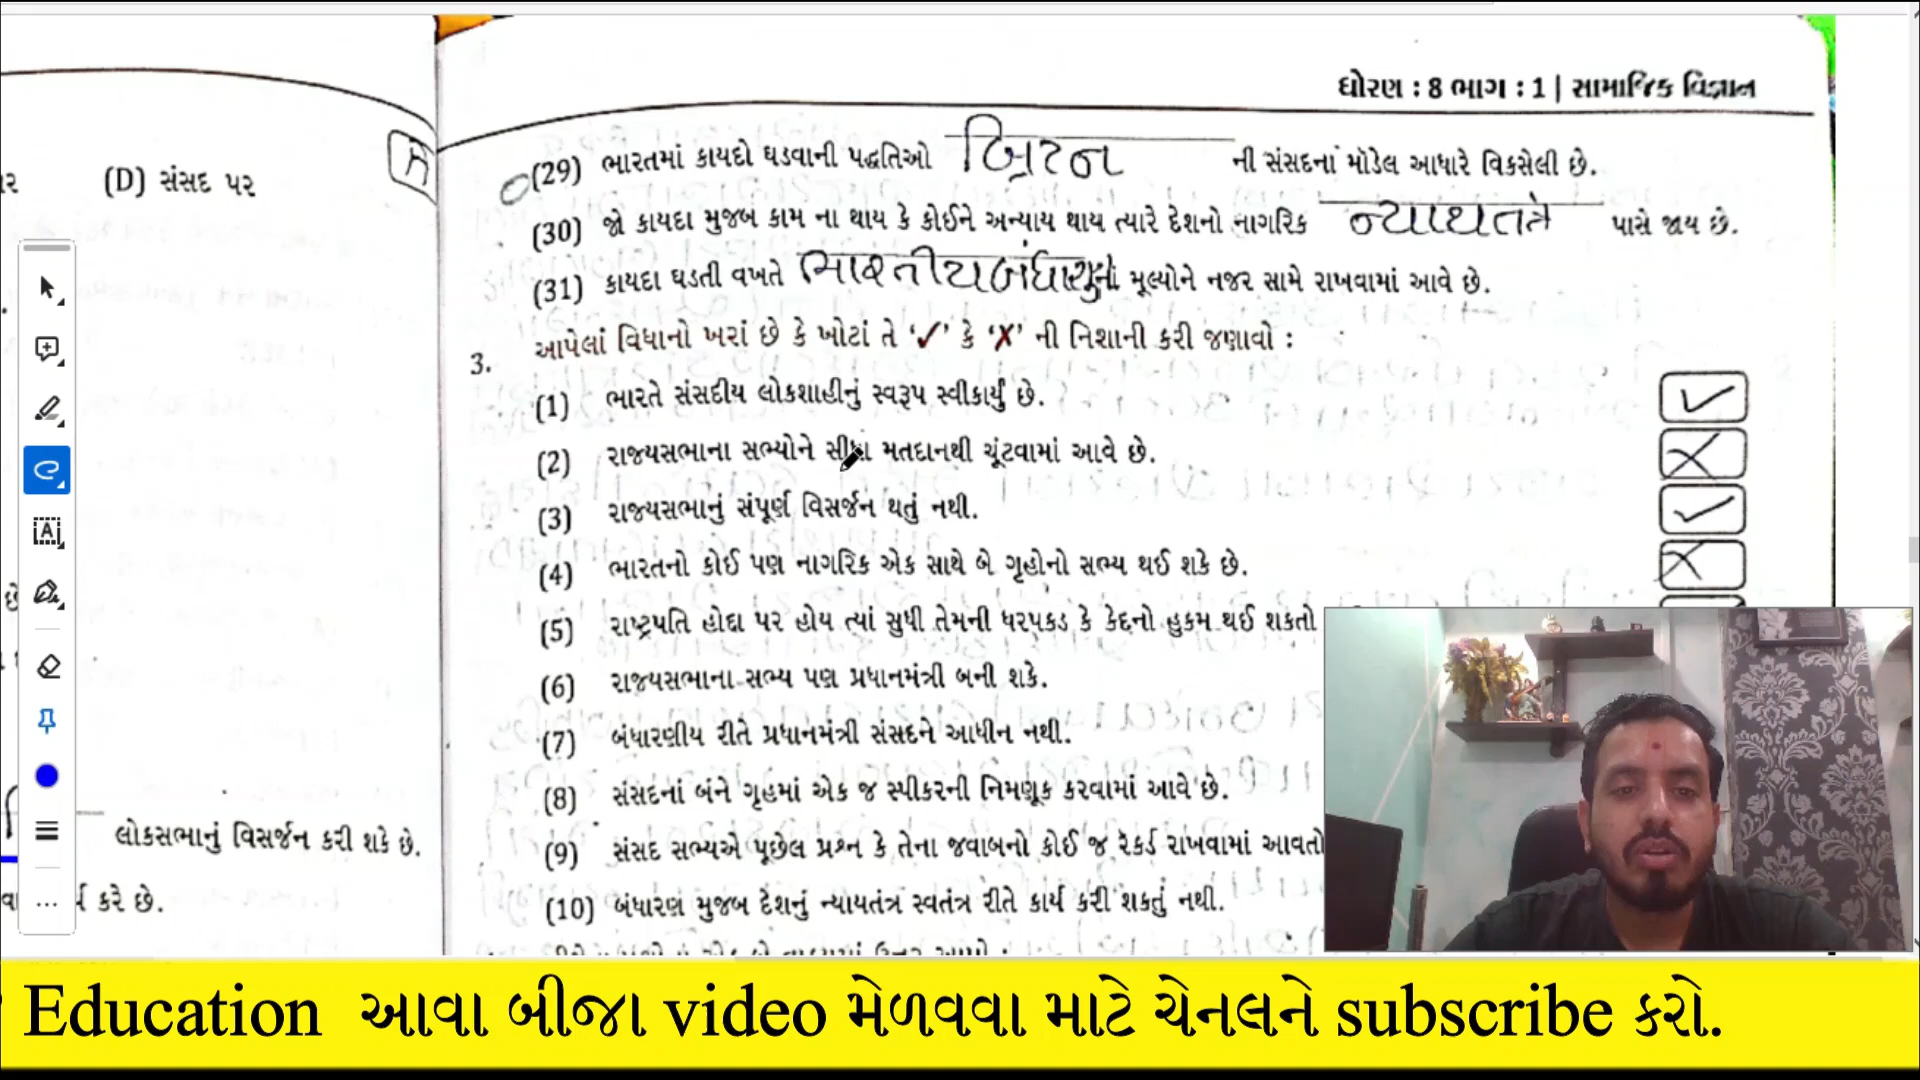 ધોરણ : 8 ભાગ : 1 | સામાજિક વિજ્ઞાન
(D) સંસદ પર
(29) ભારતમાં કાયદો ઘડવાની પદ્ધતિઓ બ્રિટન ની સંસદનાં મૉડેલ આધારે વિકસેલી છે.
(30) જો કાયદા મુજબ કામ ના થાય કે કોઈને અન્યાય થાય ત્યારે દેશનો નાગરિક ન્યાયતંત્ર પાસે જાય છે.
(31) કાયદા ઘડતી વખતે ભારતીય બંધારણનાં મૂલ્યોને નજર સામે રાખવામાં આવે છે.
3. આપેલાં વિધાનો ખરાં છે કે ખોટાં તે ‘✓’ કે ‘✗’ ની નિશાની કરી જણાવો :
(1) ભારતે સંસદીય લોકશાહીનું સ્વરૂપ સ્વીકાર્યું છે. ✓
(2) રાજ્યસભાના સભ્યોને સીધા મતદાનથી ચૂંટવામાં આવે છે. ✗
(3) રાજ્યસભાનું સંપૂર્ણ વિસર્જન થતું નથી. ✓
(4) ભારતનો કોઈ પણ નાગરિક એક સાથે બે ગૃહોનો સભ્ય થઈ શકે છે. ✗
(5) રાષ્ટ્રપતિ હોદ્દા પર હોય ત્યાં સુધી તેમની ધરપકડ કે કેદનો હુકમ થઈ શકતો
(6) રાજ્યસભાના સભ્ય પણ પ્રધાનમંત્રી બની શકે.
(7) બંધારણીય રીતે પ્રધાનમંત્રી સંસદને આધીન નથી.
(8) સંસદનાં બંને ગૃહમાં એક જ સ્પીકરની નિમણૂક કરવામાં આવે છે.
(9) સંસદ સભ્યએ પૂછેલ પ્રશ્ન કે તેના જવાબનો કોઈ જ રેકર્ડ રાખવામાં આવતો
(10) બંધારણ મુજબ દેશનું ન્યાયતંત્ર સ્વતંત્ર રીતે કાર્ય કરી શકતું નથી.
લોકસભાનું વિસર્જન કરી શકે છે.
કરે છે.
Education આવા બીજા video મેળવવા માટે ચેનલને subscribe કરો.